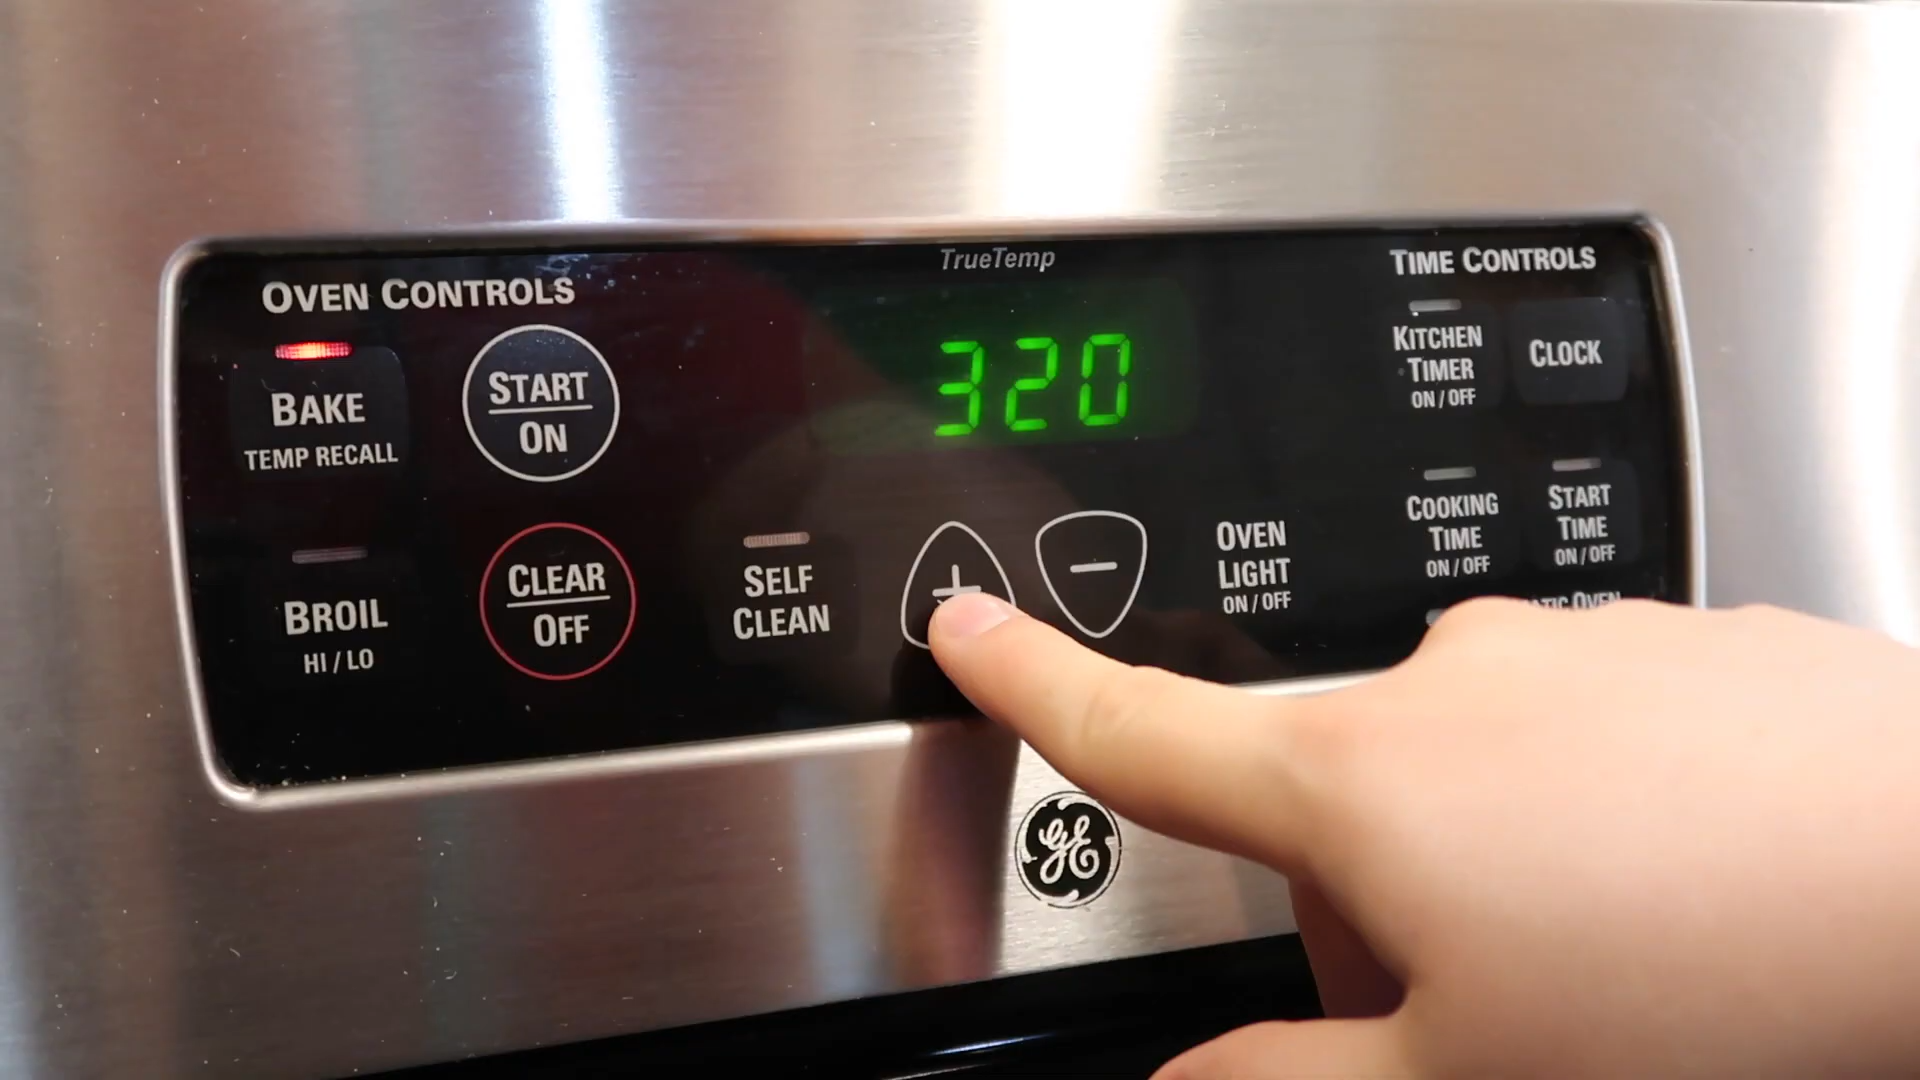 TrueTemp
OVEN CONTROLS
TIME CONTROLS
BAKE
TEMP RECALL
START
ON
320
KITCHEN
TIMER
ON / OFF
CLOCK
BROIL
HI / LO
CLEAR
OFF
SELF
CLEAN
+
−
OVEN
LIGHT
ON / OFF
COOKING
TIME
ON / OFF
START
TIME
ON / OFF
OVEN
GE